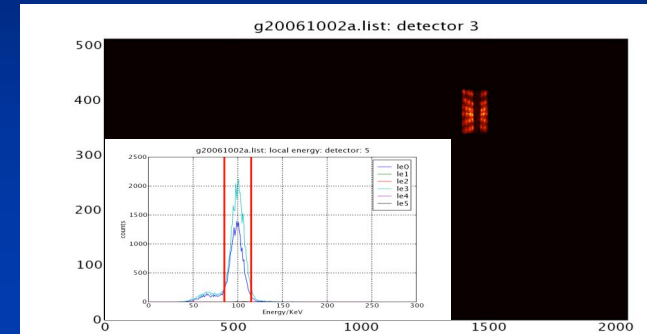 g20061002a.list: detector 3
500
400
300
200
100
0
0 500 1000 1500 2000
g20061002a.list: local energy: detector: 5
2500
2000
1500
1000
500
0
0 50 100 150 200 250 300
COUNTS
Energy/KeV
le0
le1
le2
le3
le4
le5